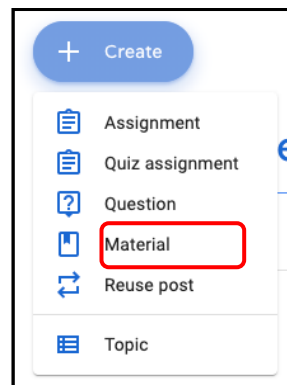 Create
Assignment
Quiz assignment
Question
Material
Reuse post
Topic